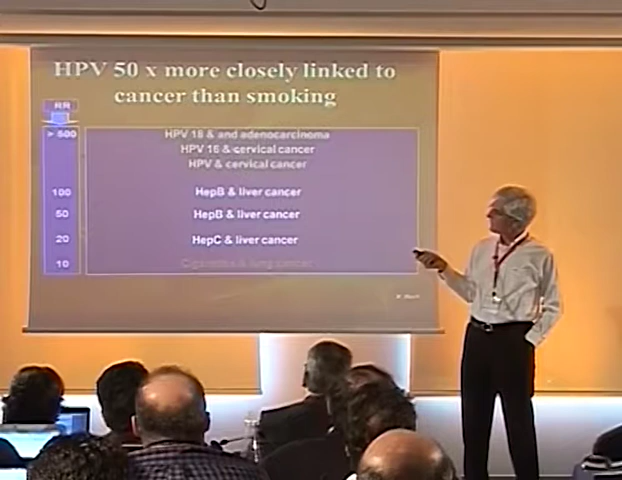 HPV 50 x more closely linked to
cancer than smoking
RR
> 500
HPV 18 & and adenocarcinoma
HPV 16 & cervical cancer
HPV & cervical cancer
100
HepB & liver cancer
50
HepB & liver cancer
20
HepC & liver cancer
10
Cigarettes & lung cancer